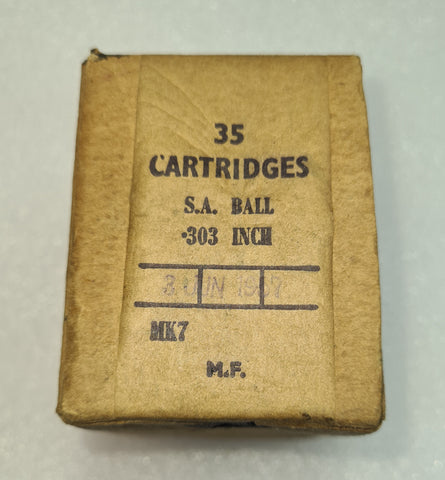 35
CARTRIDGES
S.A. BALL
.303 INCH
MK7
M.F.